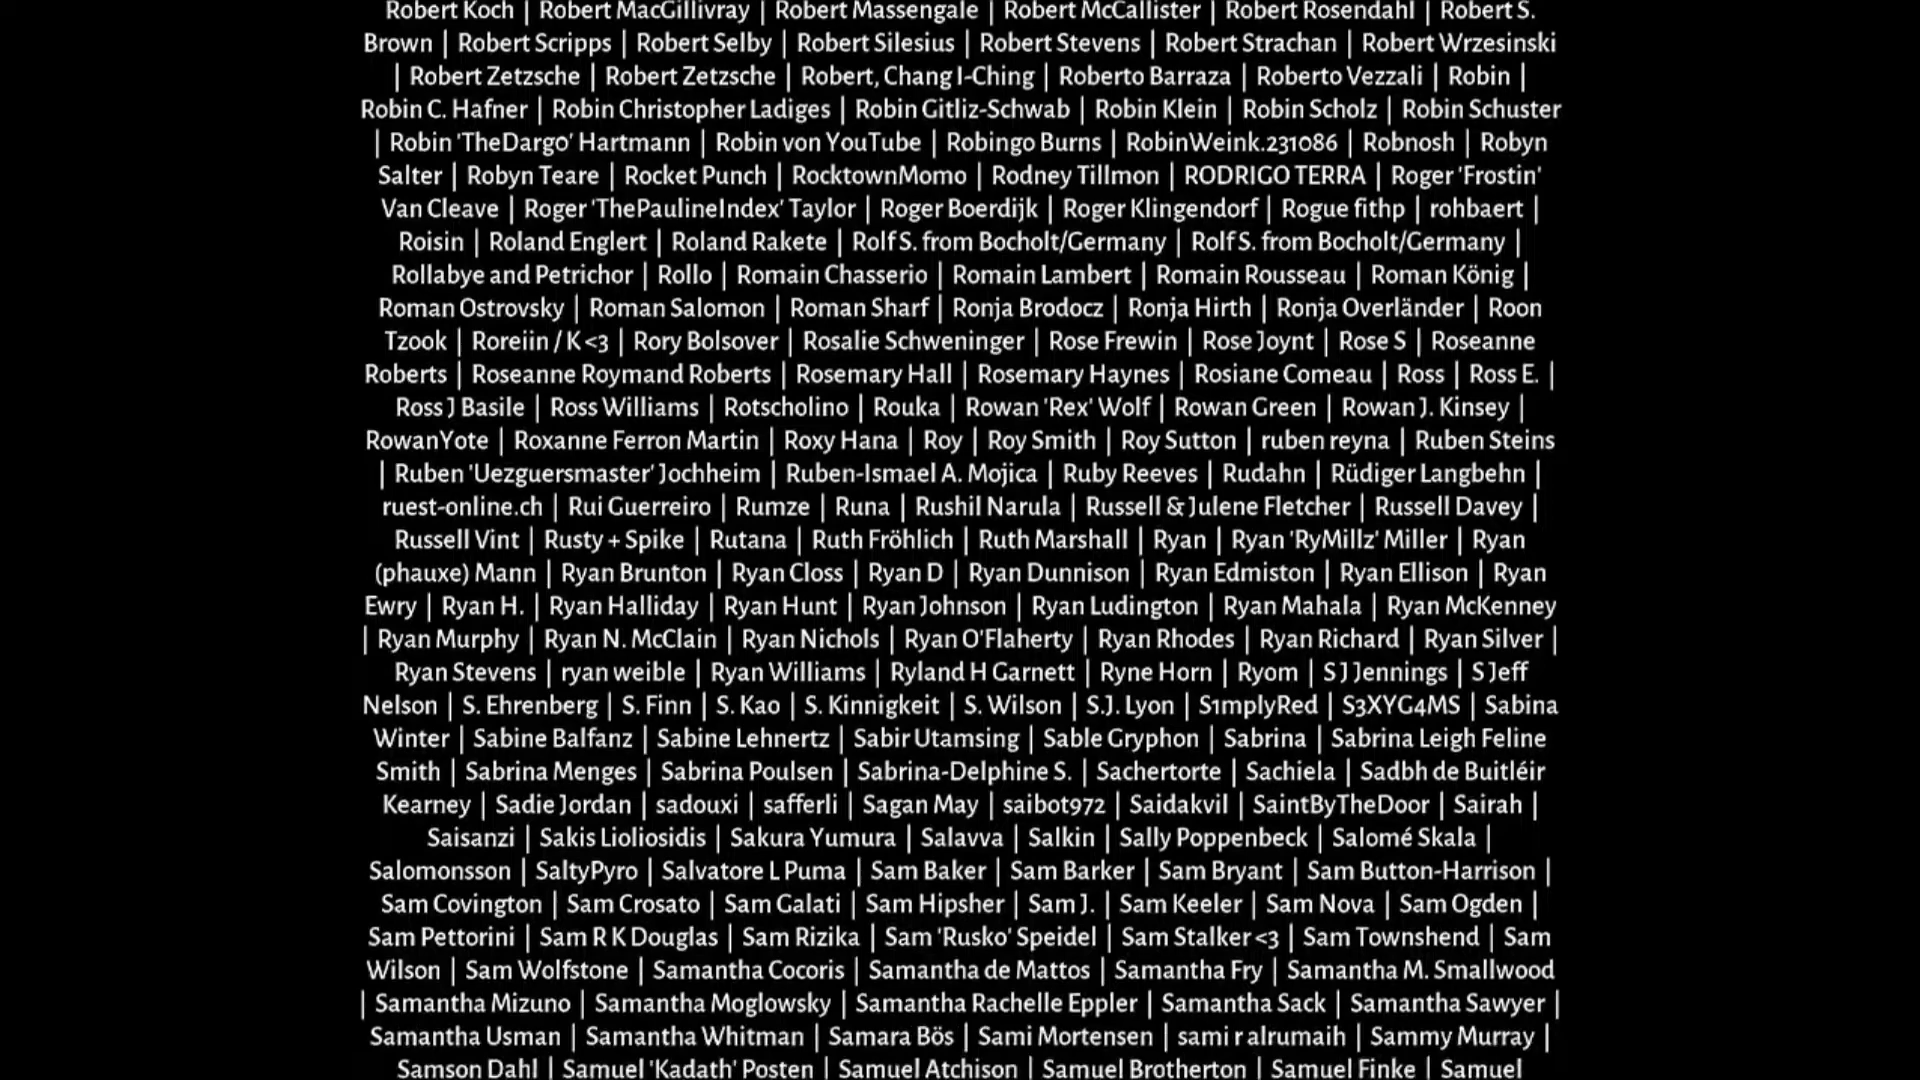 Robert Koch | Robert MacGillivray | Robert Massengale | Robert McCallister | Robert Rosendahl | Robert S.
Brown | Robert Scripps | Robert Selby | Robert Silesius | Robert Stevens | Robert Strachan | Robert Wrzesinski
| Robert Zetzsche | Robert Zetzsche | Robert, Chang I-Ching | Roberto Barraza | Roberto Vezzali | Robin |
Robin C. Hafner | Robin Christopher Ladiges | Robin Gitliz-Schwab | Robin Klein | Robin Scholz | Robin Schuster
| Robin 'TheDargo' Hartmann | Robin von YouTube | Robingo Burns | RobinWeink.231086 | Robnosh | Robyn
Salter | Robyn Teare | Rocket Punch | RocktownMomo | Rodney Tillmon | RODRIGO TERRA | Roger 'Frostin'
Van Cleave | Roger 'ThePaulineIndex' Taylor | Roger Boerdijk | Roger Klingendorf | Rogue fithp | rohbaert |
Roisin | Roland Englert | Roland Rakete | Rolf S. from Bocholt/Germany | Rolf S. from Bocholt/Germany |
Rollabye and Petrichor | Rollo | Romain Chasserio | Romain Lambert | Romain Rousseau | Roman König |
Roman Ostrovsky | Roman Salomon | Roman Sharf | Ronja Brodocz | Ronja Hirth | Ronja Overländer | Roon
Tzook | Roreiin / K <3 | Rory Bolsover | Rosalie Schweninger | Rose Frewin | Rose Joynt | Rose S | Roseanne
Roberts | Roseanne Roymand Roberts | Rosemary Hall | Rosemary Haynes | Rosiane Comeau | Ross | Ross E. |
Ross J Basile | Ross Williams | Rotscholino | Rouka | Rowan 'Rex' Wolf | Rowan Green | Rowan J. Kinsey |
RowanYote | Roxanne Ferron Martin | Roxy Hana | Roy | Roy Smith | Roy Sutton | ruben reyna | Ruben Steins
| Ruben 'Uezguersmaster' Jochheim | Ruben-Ismael A. Mojica | Ruby Reeves | Rudahn | Rüdiger Langbehn |
ruest-online.ch | Rui Guerreiro | Rumze | Runa | Rushil Narula | Russell & Julene Fletcher | Russell Davey |
Russell Vint | Rusty + Spike | Rutana | Ruth Fröhlich | Ruth Marshall | Ryan | Ryan 'RyMillz' Miller | Ryan
(phauxe) Mann | Ryan Brunton | Ryan Closs | Ryan D | Ryan Dunnison | Ryan Edmiston | Ryan Ellison | Ryan
Ewry | Ryan H. | Ryan Halliday | Ryan Hunt | Ryan Johnson | Ryan Ludington | Ryan Mahala | Ryan McKenney
| Ryan Murphy | Ryan N. McClain | Ryan Nichols | Ryan O'Flaherty | Ryan Rhodes | Ryan Richard | Ryan Silver |
Ryan Stevens | ryan weible | Ryan Williams | Ryland H Garnett | Ryne Horn | Ryom | S J Jennings | S Jeff
Nelson | S. Ehrenberg | S. Finn | S. Kao | S. Kinnigkeit | S. Wilson | S.J. Lyon | S1mplyRed | S3XYG4MS | Sabina
Winter | Sabine Balfanz | Sabine Lehnertz | Sabir Utamsing | Sable Gryphon | Sabrina | Sabrina Leigh Feline
Smith | Sabrina Menges | Sabrina Poulsen | Sabrina-Delphine S. | Sachertorte | Sachiela | Sadbh de Buitléir
Kearney | Sadie Jordan | sadouxi | safferli | Sagan May | saibot972 | Saidakvil | SaintByTheDoor | Sairah |
Saisanzi | Sakis Lioliosidis | Sakura Yumura | Salavva | Salkin | Sally Poppenbeck | Salomé Skala |
Salomonsson | SaltyPyro | Salvatore L Puma | Sam Baker | Sam Barker | Sam Bryant | Sam Button-Harrison |
Sam Covington | Sam Crosato | Sam Galati | Sam Hipsher | Sam J. | Sam Keeler | Sam Nova | Sam Ogden |
Sam Pettorini | Sam R K Douglas | Sam Rizika | Sam 'Rusko' Speidel | Sam Stalker <3 | Sam Townshend | Sam
Wilson | Sam Wolfstone | Samantha Cocoris | Samantha de Mattos | Samantha Fry | Samantha M. Smallwood
| Samantha Mizuno | Samantha Moglowsky | Samantha Rachelle Eppler | Samantha Sack | Samantha Sawyer |
Samantha Usman | Samantha Whitman | Samara Bös | Sami Mortensen | sami r alrumaih | Sammy Murray |
Samson Dahl | Samuel 'Kadath' Posten | Samuel Atchison | Samuel Brotherton | Samuel Finke | Samuel